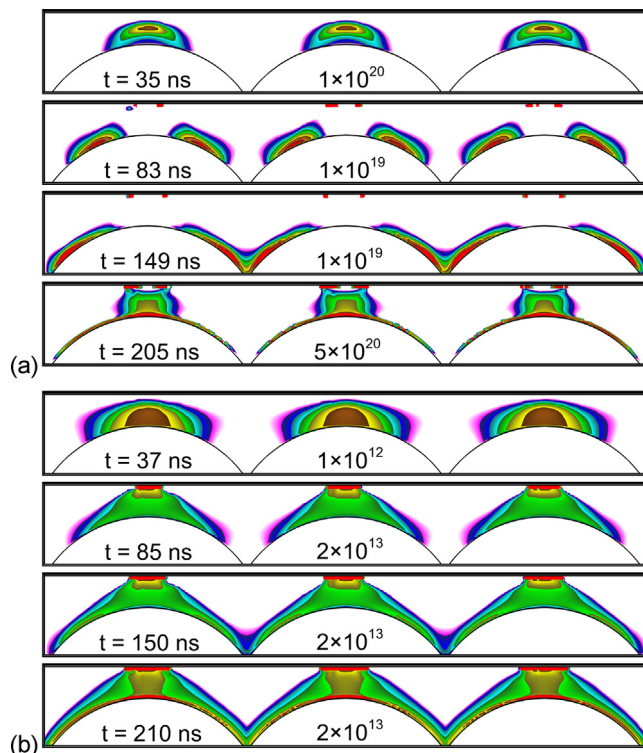 t = 35 ns 1×10²⁰
t = 83 ns 1×10¹⁹
t = 149 ns 1×10¹⁹
t = 205 ns 5×10²⁰
(a)
t = 37 ns 1×10¹²
t = 85 ns 2×10¹³
t = 150 ns 2×10¹³
t = 210 ns 2×10¹³
(b)